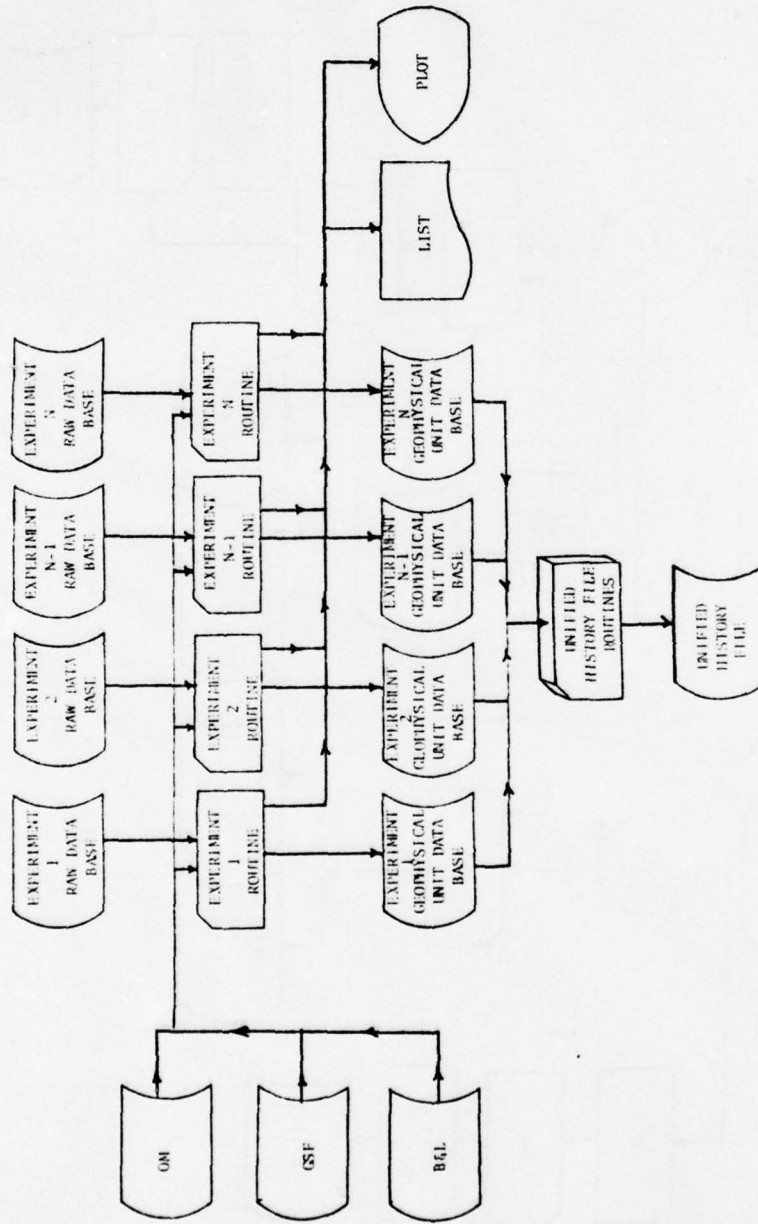 EXPERIMENT
1
RAW DATA
BASE
EXPERIMENT
2
RAW DATA
BASE
EXPERIMENT
N-1
RAW DATA
BASE
EXPERIMENT
N
RAW DATA
BASE
OM
GSF
B&L
EXPERIMENT
1
ROUTINE
EXPERIMENT
2
ROUTINE
EXPERIMENT
N-1
ROUTINE
EXPERIMENT
N
ROUTINE
EXPERIMENT
1
GEOPHYSICAL
UNIT DATA
BASE
EXPERIMENT
2
GEOPHYSICAL
UNIT DATA
BASE
EXPERIMENT
N-1
GEOPHYSICAL
UNIT DATA
BASE
EXPERIMENT
N
GEOPHYSICAL
UNIT DATA
BASE
LIST
PLOT
UNIFIED
HISTORY FILE
ROUTINES
UNIFIED
HISTORY
FILE